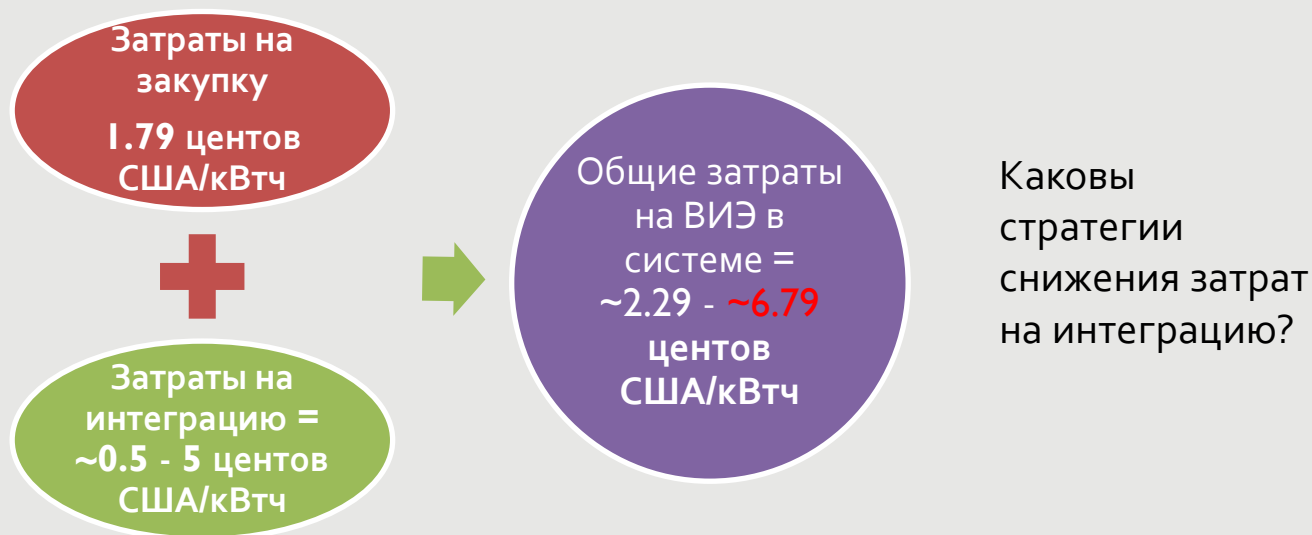 Затраты на
закупку
1.79 центов
США/кВтч
Затраты на
интеграцию =
~0.5 - 5 центов
США/кВтч
Общие затраты
на ВИЭ в
системе =
~2.29 - ~6.79
центов
США/кВтч
Каковы
стратегии
снижения затрат
на интеграцию?